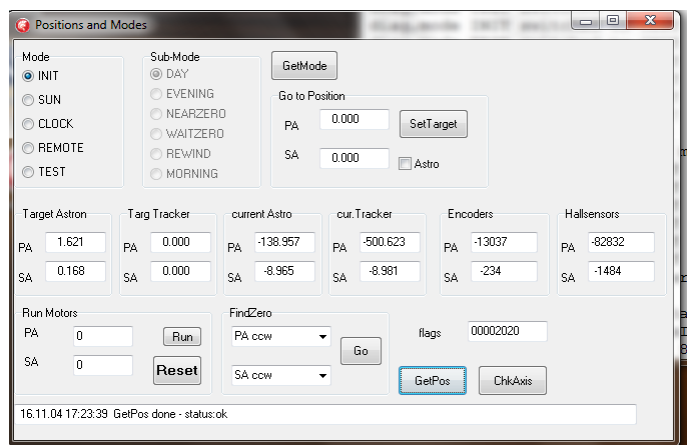 Positions and Modes
Mode
INIT
SUN
CLOCK
REMOTE
TEST
Sub-Mode
DAY
EVENING
NEARZERO
WAITZERO
REWIND
MORNING
GetMode
Go to Position
PA 0.000
SA 0.000
SetTarget
Astro
Target Astron
PA 1.621
SA 0.168
Targ Tracker
PA 0.000
SA 0.000
current Astro
PA -138.957
SA -8.965
cur.Tracker
PA -500.623
SA -8.981
Encoders
PA -13037
SA -234
Hallsensors
PA -82832
SA -1484
Run Motors
PA 0
SA 0
Run
Reset
FindZero
PA ccw
SA ccw
Go
flags 00002020
GetPos
ChkAxis
16.11.04 17:23:39 GetPos done - status:ok